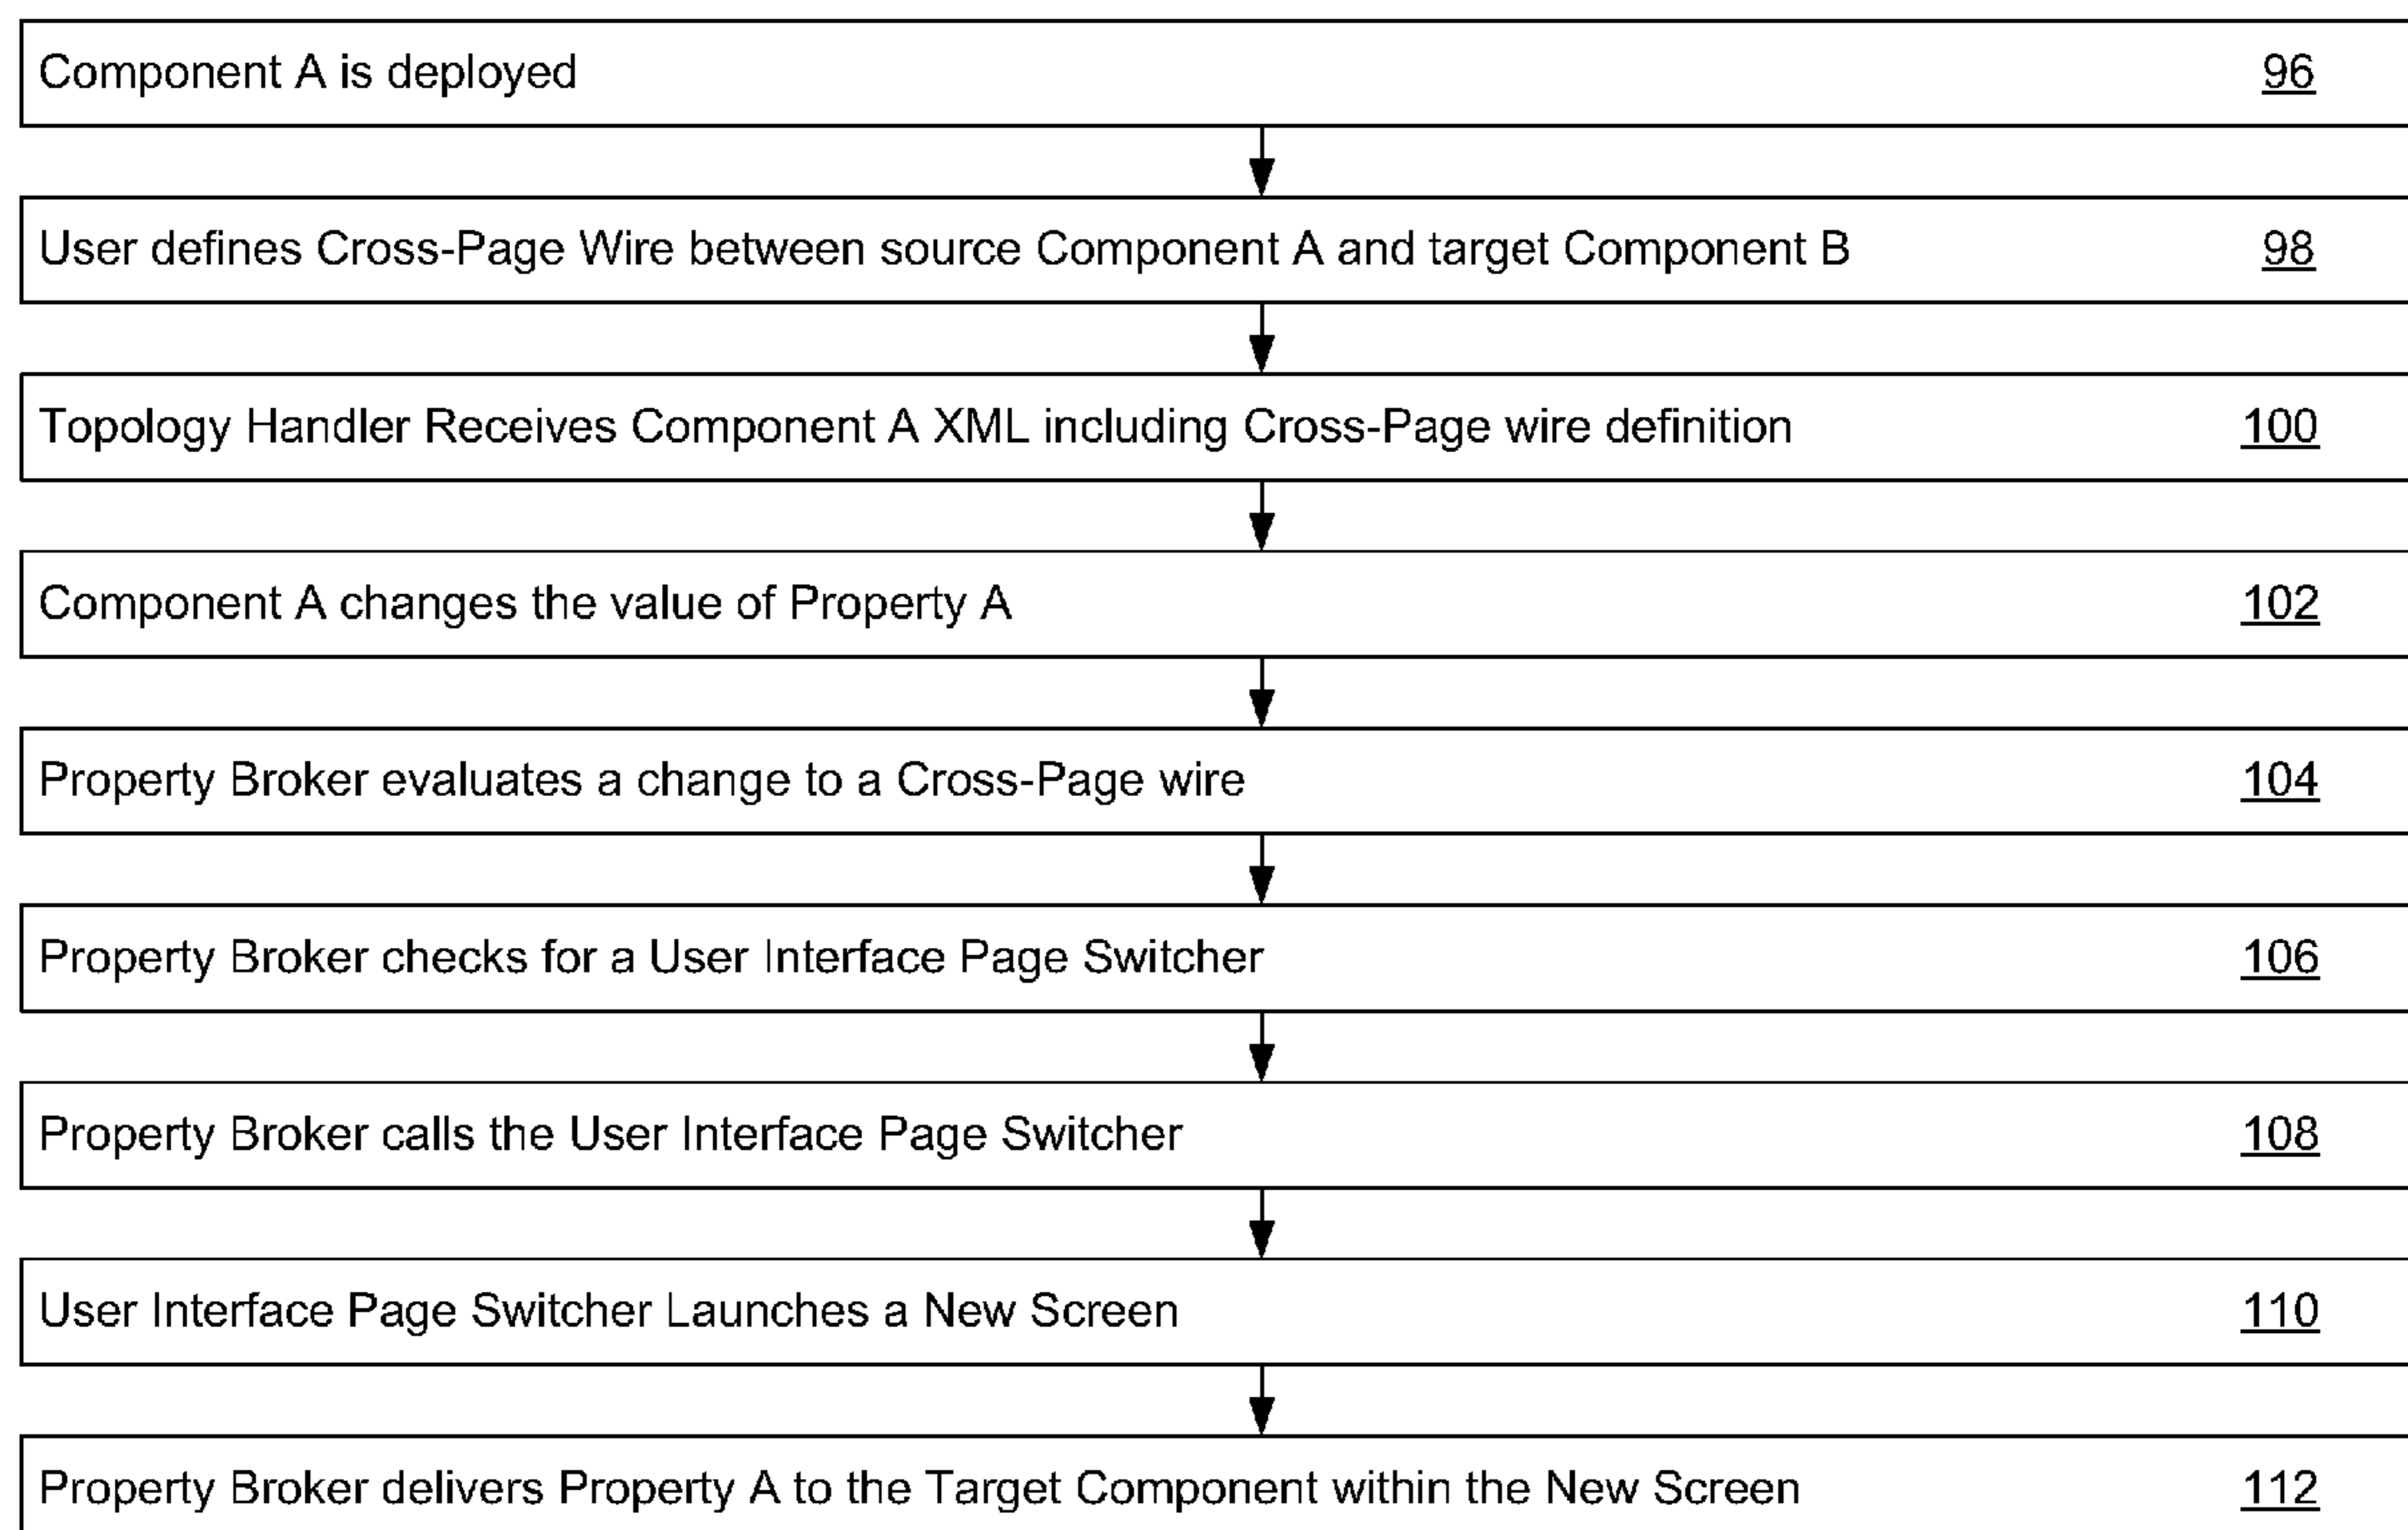 Component A is deployed 96
User defines Cross-Page Wire between source Component A and target Component B 98
Topology Handler Receives Component A XML including Cross-Page wire definition 100
Component A changes the value of Property A 102
Property Broker evaluates a change to a Cross-Page wire 104
Property Broker checks for a User Interface Page Switcher 106
Property Broker calls the User Interface Page Switcher 108
User Interface Page Switcher Launches a New Screen 110
Property Broker delivers Property A to the Target Component within the New Screen 112